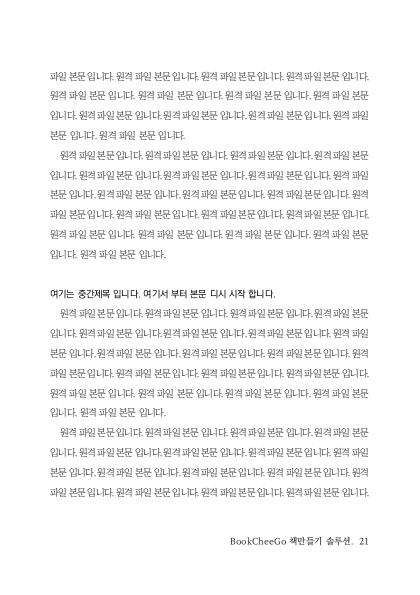 파일 본문 입니다. 원격 파일 본문 입니다. 원격 파일 본문 입니다. 원격 파일 본문 입니다.
원격 파일 본문 입니다. 원격 파일 본문 입니다. 원격 파일 본문 입니다. 원격 파일 본문
입니다. 원격 파일 본문 입니다. 원격 파일 본문 입니다. 원격 파일 본문 입니다. 원격 파일
본문 입니다. 원격 파일 본문 입니다.
원격 파일 본문 입니다. 원격 파일 본문 입니다. 원격 파일 본문 입니다. 원격 파일 본문
입니다. 원격 파일 본문 입니다. 원격 파일 본문 입니다. 원격 파일 본문 입니다. 원격 파일
본문 입니다. 원격 파일 본문 입니다. 원격 파일 본문 입니다. 원격 파일 본문 입니다. 원격
파일 본문 입니다. 원격 파일 본문 입니다. 원격 파일 본문 입니다. 원격 파일 본문 입니다.
원격 파일 본문 입니다. 원격 파일 본문 입니다. 원격 파일 본문 입니다. 원격 파일 본문
입니다. 원격 파일 본문 입니다.
여기는 중간제목 입니다. 여기서 부터 본문 디시 시작 합니다.
원격 파일 본문 입니다. 원격 파일 본문 입니다. 원격 파일 본문 입니다. 원격 파일 본문
입니다. 원격 파일 본문 입니다. 원격 파일 본문 입니다. 원격 파일 본문 입니다. 원격 파일
본문 입니다. 원격 파일 본문 입니다. 원격 파일 본문 입니다. 원격 파일 본문 입니다. 원격
파일 본문 입니다. 원격 파일 본문 입니다. 원격 파일 본문 입니다. 원격 파일 본문 입니다.
원격 파일 본문 입니다. 원격 파일 본문 입니다. 원격 파일 본문 입니다. 원격 파일 본문
입니다. 원격 파일 본문 입니다.
원격 파일 본문 입니다. 원격 파일 본문 입니다. 원격 파일 본문 입니다. 원격 파일 본문
입니다. 원격 파일 본문 입니다. 원격 파일 본문 입니다. 원격 파일 본문 입니다. 원격 파일
본문 입니다. 원격 파일 본문 입니다. 원격 파일 본문 입니다. 원격 파일 본문 입니다. 원격
파일 본문 입니다. 원격 파일 본문 입니다. 원격 파일 본문 입니다. 원격 파일 본문 입니다.
BookCheeGo 책만들기 솔루션. 21